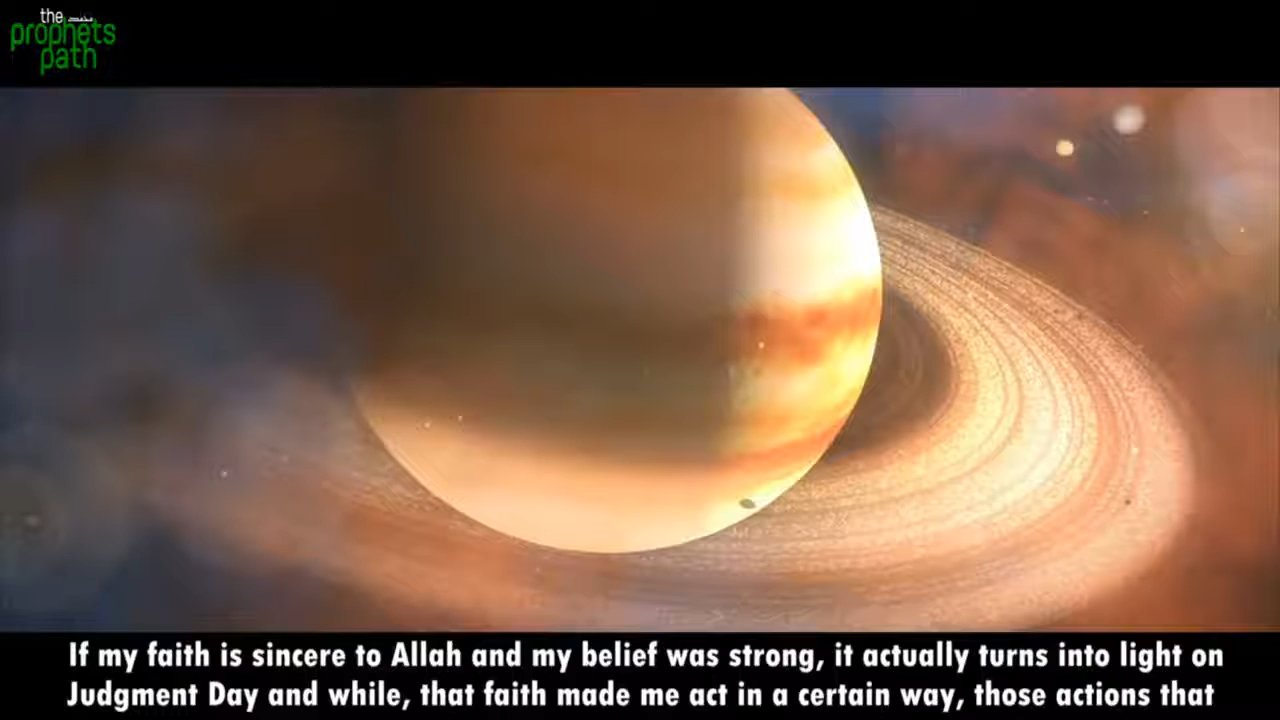 the محمد
prophets
path
If my faith is sincere to Allah and my belief was strong, it actually turns into light on
Judgment Day and while, that faith made me act in a certain way, those actions that